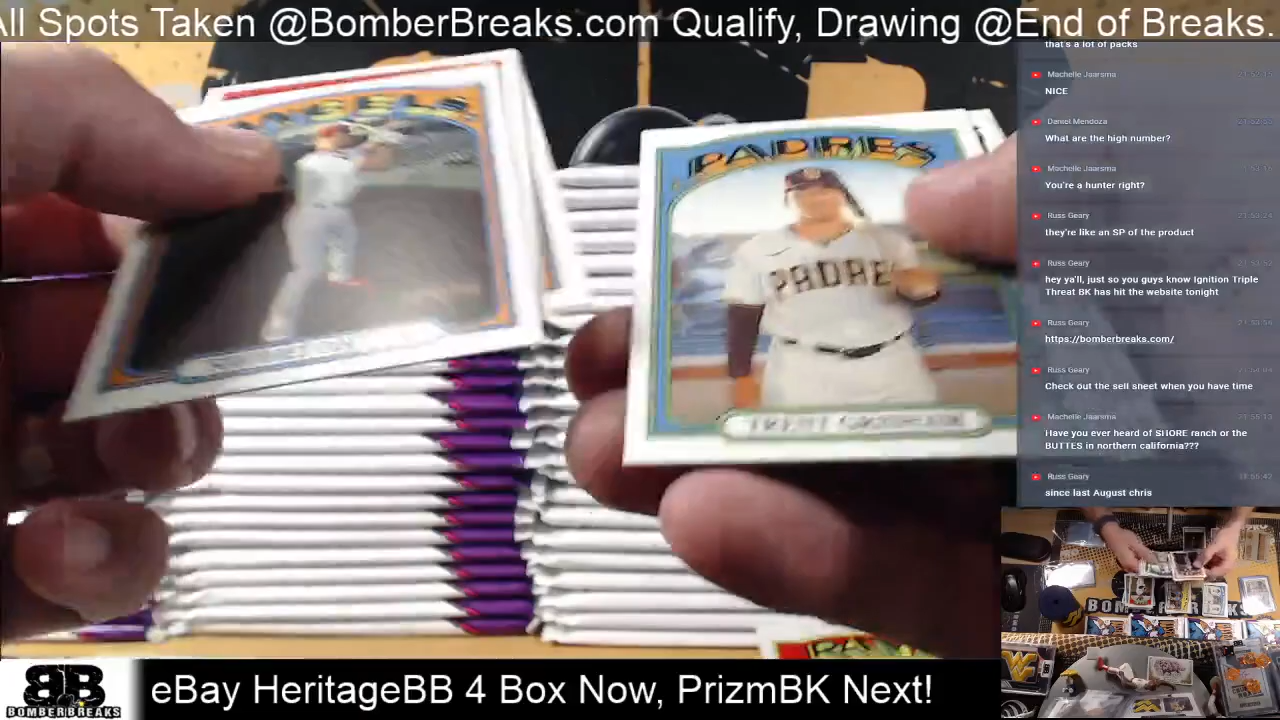 All Spots Taken @BomberBreaks.com Qualify, Drawing @End of Breaks.
that's a lot of packs
Machelle Jaarsma
NICE
Daniel Mendoza
What are the high number?
Machelle Jaarsma
You're a hunter right?
Russ Geary
they're like an SP of the product
Russ Geary
hey ya'll, just so you guys know Ignition Triple
Threat BK has hit the website tonight
Russ Geary
https://bomberbreaks.com/
Russ Geary
Check out the sell sheet when you have time
Machelle Jaarsma
Have you ever heard of SHORE ranch or the
BUTTES in northern california???
Russ Geary
since last August chris
ANGELS
PADRES
PADRES
TRENT GRISHAM
BB
BOMBERBREAKS
eBay HeritageBB 4 Box Now, PrizmBK Next!